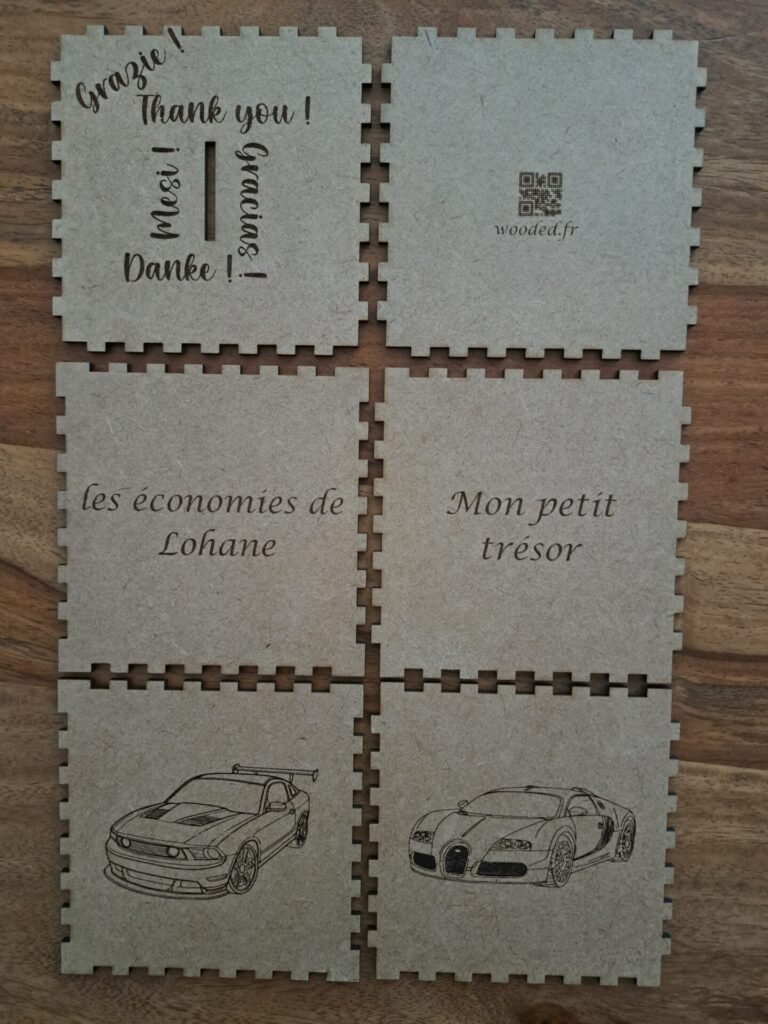 Grazie !
Thank you !
Mesi !
Gracias !
Danke !
wooded.fr
les économies de
Lohane
Mon petit
trésor